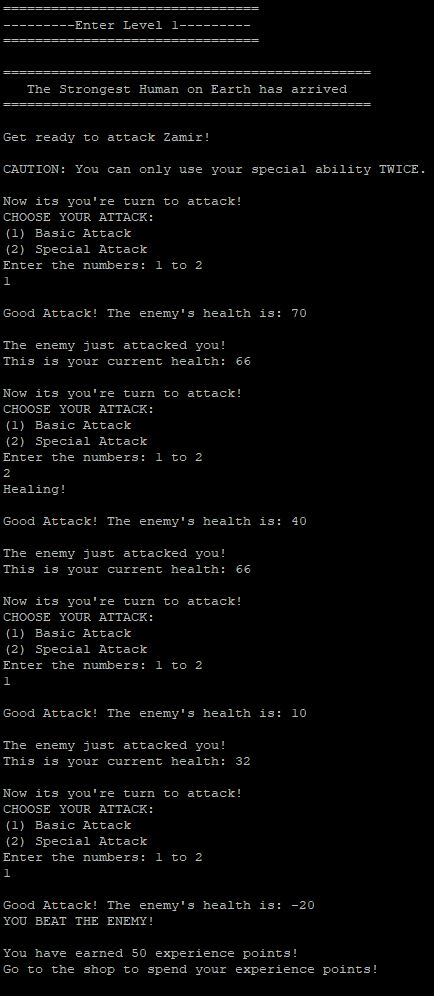 ================================
---------Enter Level 1---------
================================
==============================================
The Strongest Human on Earth has arrived
==============================================
Get ready to attack Zamir!
CAUTION: You can only use your special ability TWICE.
Now its you're turn to attack!
CHOOSE YOUR ATTACK:
(1) Basic Attack
(2) Special Attack
Enter the numbers: 1 to 2
1
Good Attack! The enemy's health is: 70
The enemy just attacked you!
This is your current health: 66
Now its you're turn to attack!
CHOOSE YOUR ATTACK:
(1) Basic Attack
(2) Special Attack
Enter the numbers: 1 to 2
2
Healing!
Good Attack! The enemy's health is: 40
The enemy just attacked you!
This is your current health: 66
Now its you're turn to attack!
CHOOSE YOUR ATTACK:
(1) Basic Attack
(2) Special Attack
Enter the numbers: 1 to 2
1
Good Attack! The enemy's health is: 10
The enemy just attacked you!
This is your current health: 32
Now its you're turn to attack!
CHOOSE YOUR ATTACK:
(1) Basic Attack
(2) Special Attack
Enter the numbers: 1 to 2
1
Good Attack! The enemy's health is: -20
YOU BEAT THE ENEMY!
You have earned 50 experience points!
Go to the shop to spend your experience points!